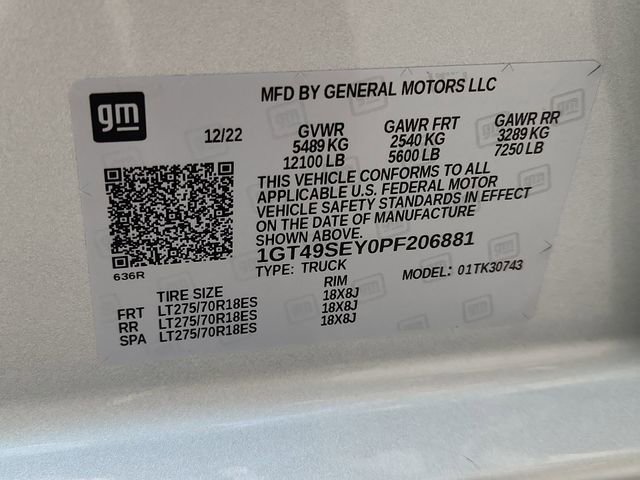 gm
MFD BY GENERAL MOTORS LLC
12/22 GVWR GAWR FRT GAWR RR
5489 KG 2540 KG 3289 KG
12100 LB 5600 LB 7250 LB
THIS VEHICLE CONFORMS TO ALL
APPLICABLE U.S. FEDERAL MOTOR
VEHICLE SAFETY STANDARDS IN EFFECT
ON THE DATE OF MANUFACTURE
SHOWN ABOVE.
1GT49SEY0PF206881
636R
TYPE: TRUCK MODEL: 01TK30743
TIRE SIZE RIM
FRT LT275/70R18ES 18X8J
RR LT275/70R18ES 18X8J
SPA LT275/70R18ES 18X8J